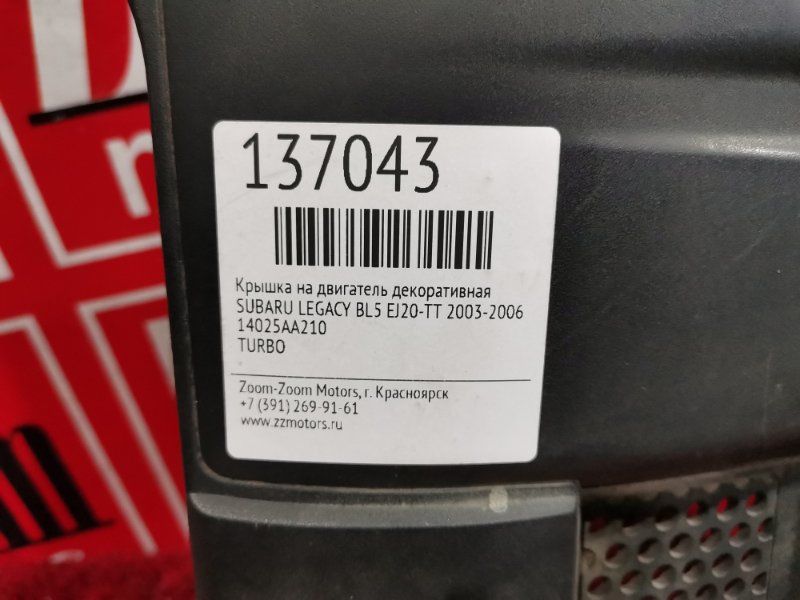 137043
Крышка на двигатель декоративная
SUBARU LEGACY BL5 EJ20-TT 2003-2006
14025AA210
TURBO
Zoom-Zoom Motors, г. Красноярск
+7 (391) 269-91-61
www.zzmotors.ru